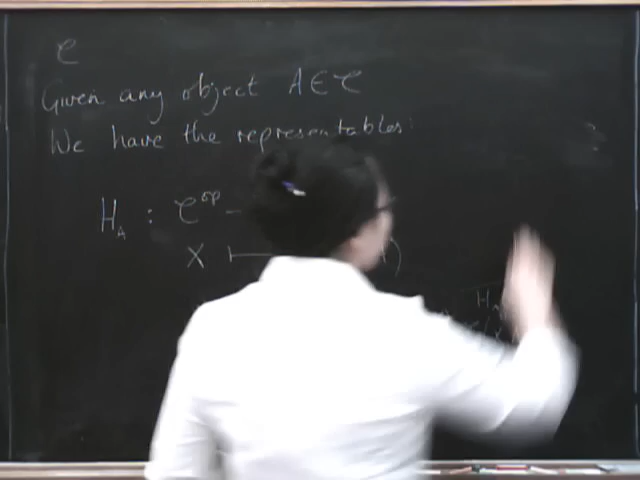 𝒞
Given any object A ∈ 𝒞
We have the representables:
H_A : 𝒞^op –
X ⟼ )
H